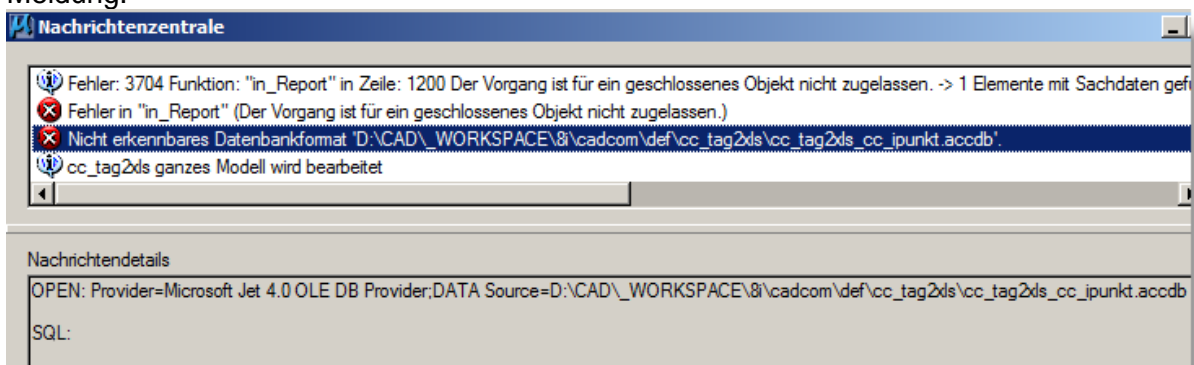 Meldung:
Nachrichtenzentrale
Fehler: 3704 Funktion: "in_Report" in Zeile: 1200 Der Vorgang ist für ein geschlossenes Objekt nicht zugelassen. -> 1 Elemente mit Sachdaten
Fehler in "in_Report" (Der Vorgang ist für ein geschlossenes Objekt nicht zugelassen.)
Nicht erkennbares Datenbankformat 'D:\CAD\_WORKSPACE\8i\cadcom\def\cc_tag2xls\cc_tag2xls_cc_ipunkt.accdb'.
cc_tag2xls ganzes Modell wird bearbeitet
Nachrichtendetails
OPEN: Provider=Microsoft Jet 4.0 OLE DB Provider;DATA Source=D:\CAD\_WORKSPACE\8i\cadcom\def\cc_tag2xls\cc_tag2xls_cc_ipunkt.accdb
SQL: